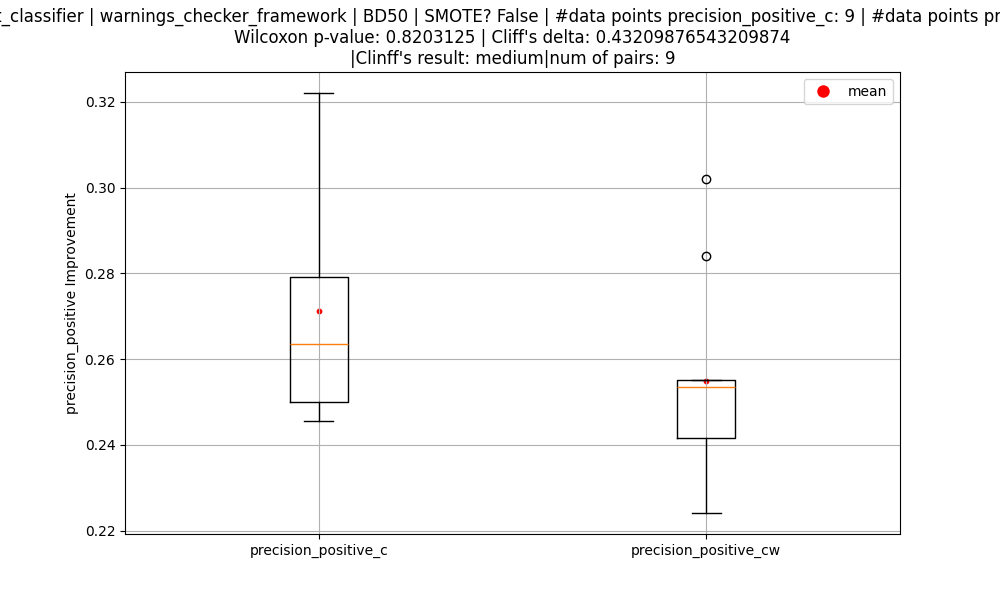 _classifier | warnings_checker_framework | BD50 | SMOTE? False | #data points precision_positive_c: 9 | #data points
Wilcoxon p-value: 0.8203125 | Cliff's delta: 0.43209876543209874
|Clinff's result: medium|num of pairs: 9
mean
0.32
0.30
0.28
0.26
0.24
0.22
precision_positive Improvement
precision_positive_c
precision_positive_cw